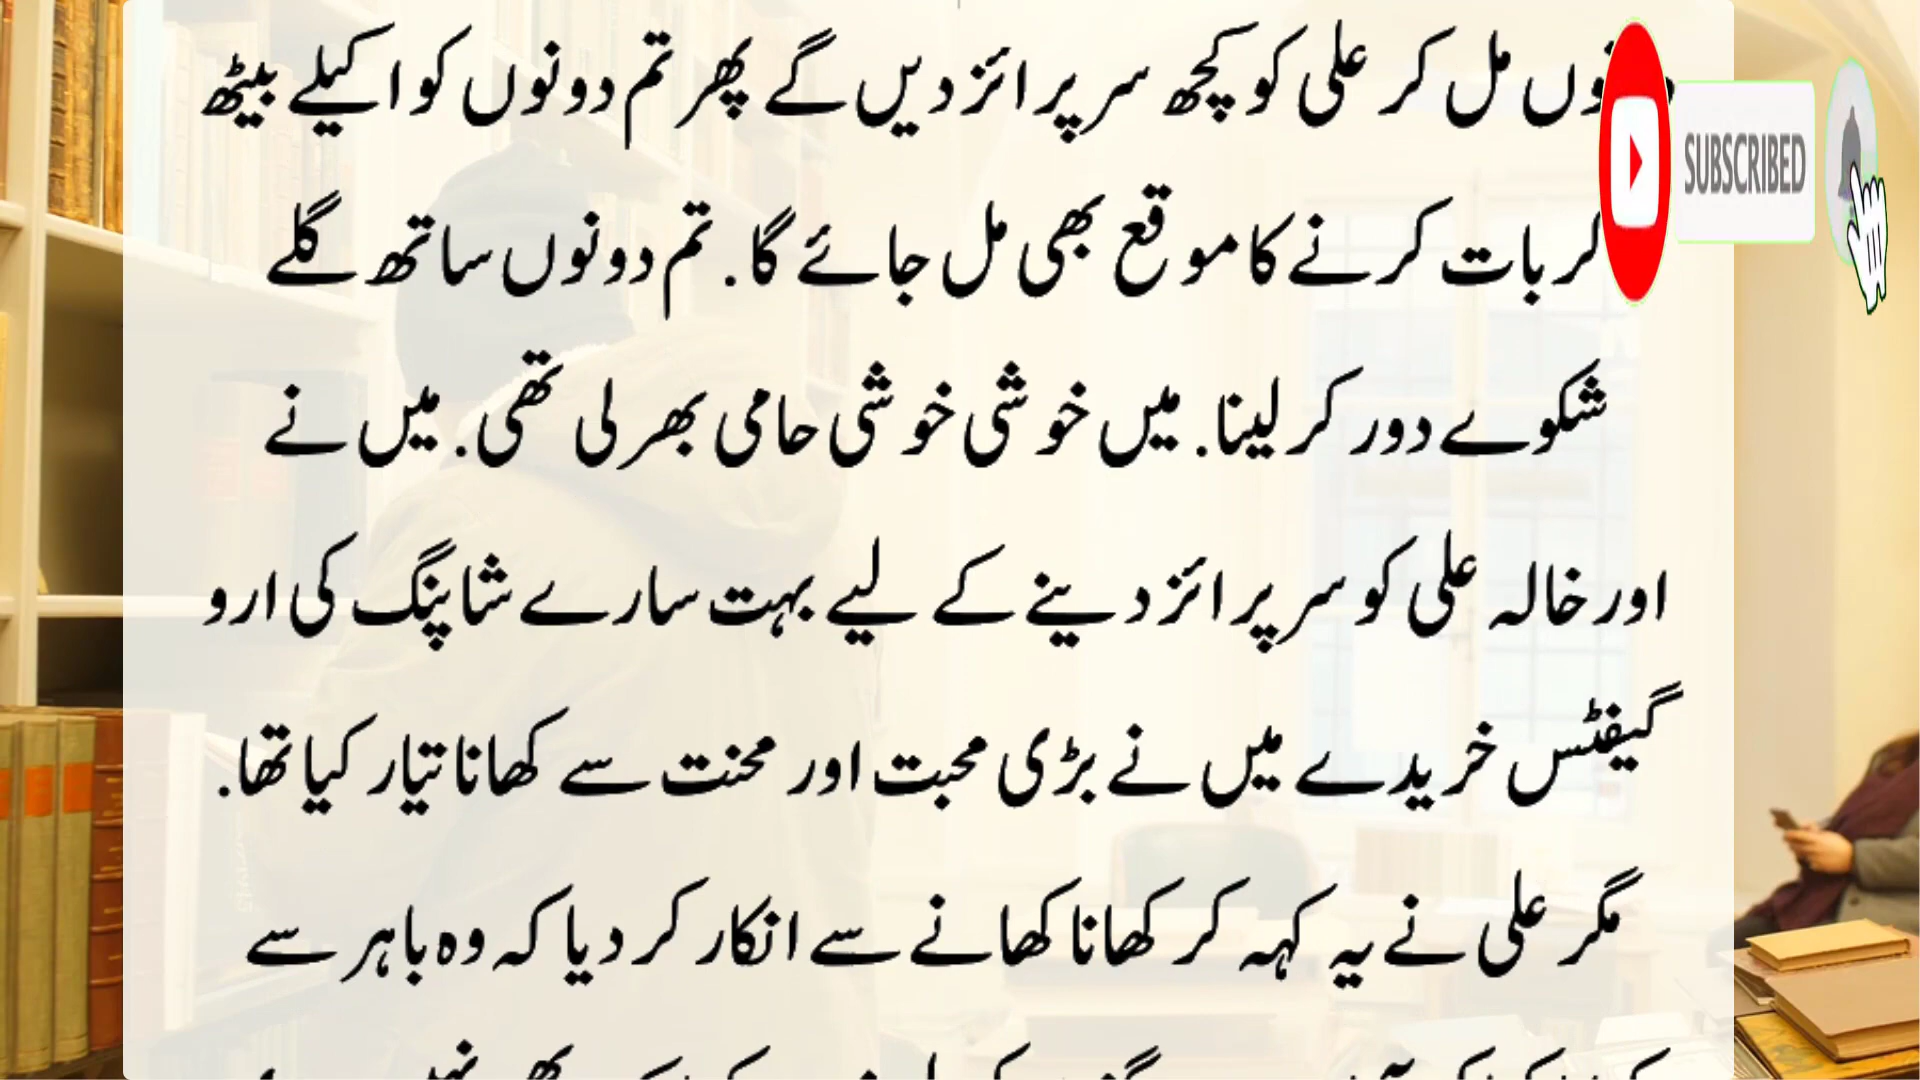 مل کر علی کو کچھ سرپرائز دیں گے پھر تم دونوں کو اکیلے بیٹھ
کر بات کرنے کا موقع بھی مل جائے گا. تم دونوں ساتھ گلے
شکوے دور کر لینا. میں خوشی خوشی حامی بھر لی تھی. میں نے
اور خالہ علی کو سرپرائز دینے کے لیے بہت سارے شاپنگ کی ارو
گیفٹس خریدے میں نے بڑی محبت اور محنت سے کھانا تیار کیا تھا.
مگر علی نے یہ کہہ کر کھانا کھانے سے انکار کر دیا کہ وہ باہر سے
SUBSCRIBED